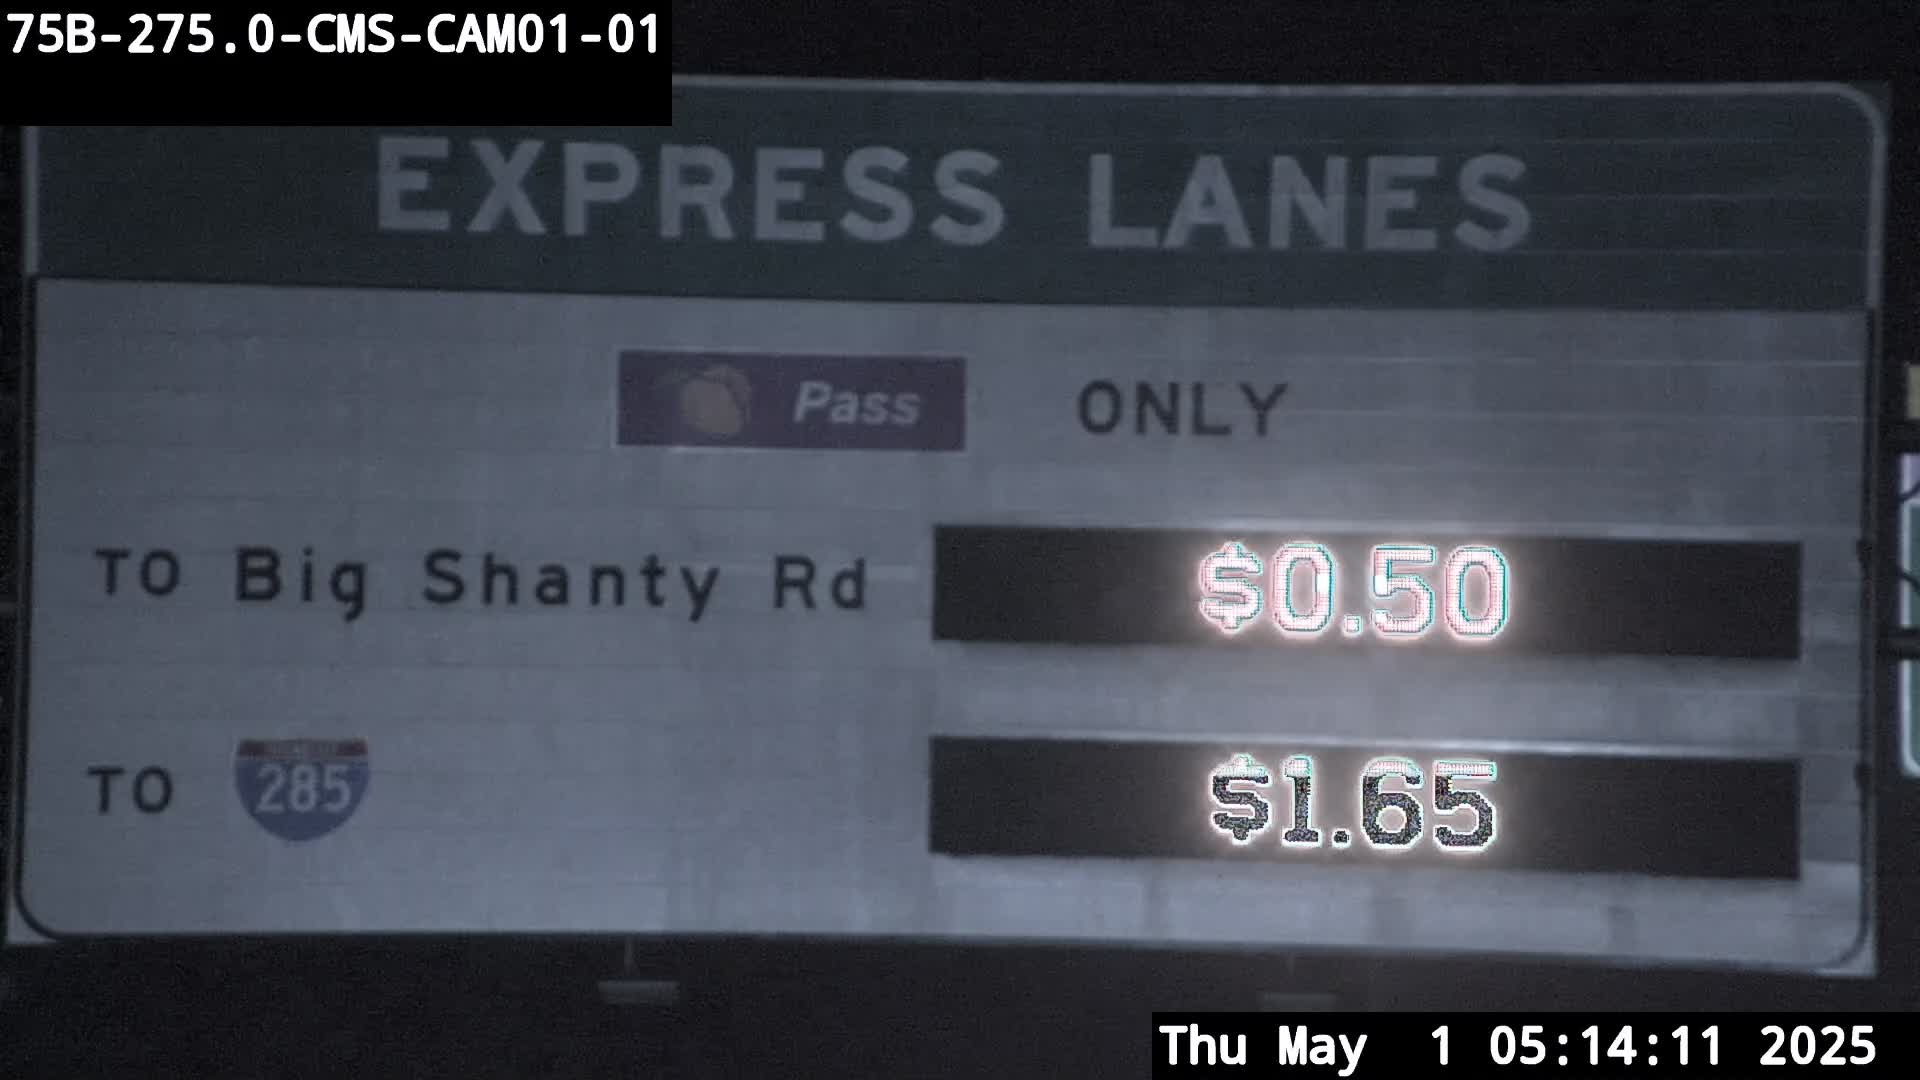 75B-275.0-CMS-CAM01-01
EXPRESS LANES
Pass ONLY
TO Big Shanty Rd $0.50
TO 285 $1.65
Thu May 1 05:14:11 2025